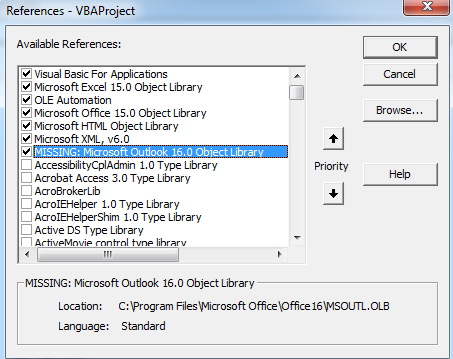 References - VBAProject
Available References:
Visual Basic For Applications
Microsoft Excel 15.0 Object Library
OLE Automation
Microsoft Office 15.0 Object Library
Microsoft HTML Object Library
Microsoft XML, v6.0
MISSING: Microsoft Outlook 16.0 Object Library
AccessibilityCplAdmin 1.0 Type Library
Acrobat Access 3.0 Type Library
AcroBrokerLib
AcroIEHelper 1.0 Type Library
AcroIEHelperShim 1.0 Type Library
Active DS Type Library
ActiveMovie control type library
Priority
OK
Cancel
Browse...
Help
MISSING: Microsoft Outlook 16.0 Object Library
Location: C:\Program Files\Microsoft Office\Office16\MSOUTL.OLB
Language: Standard